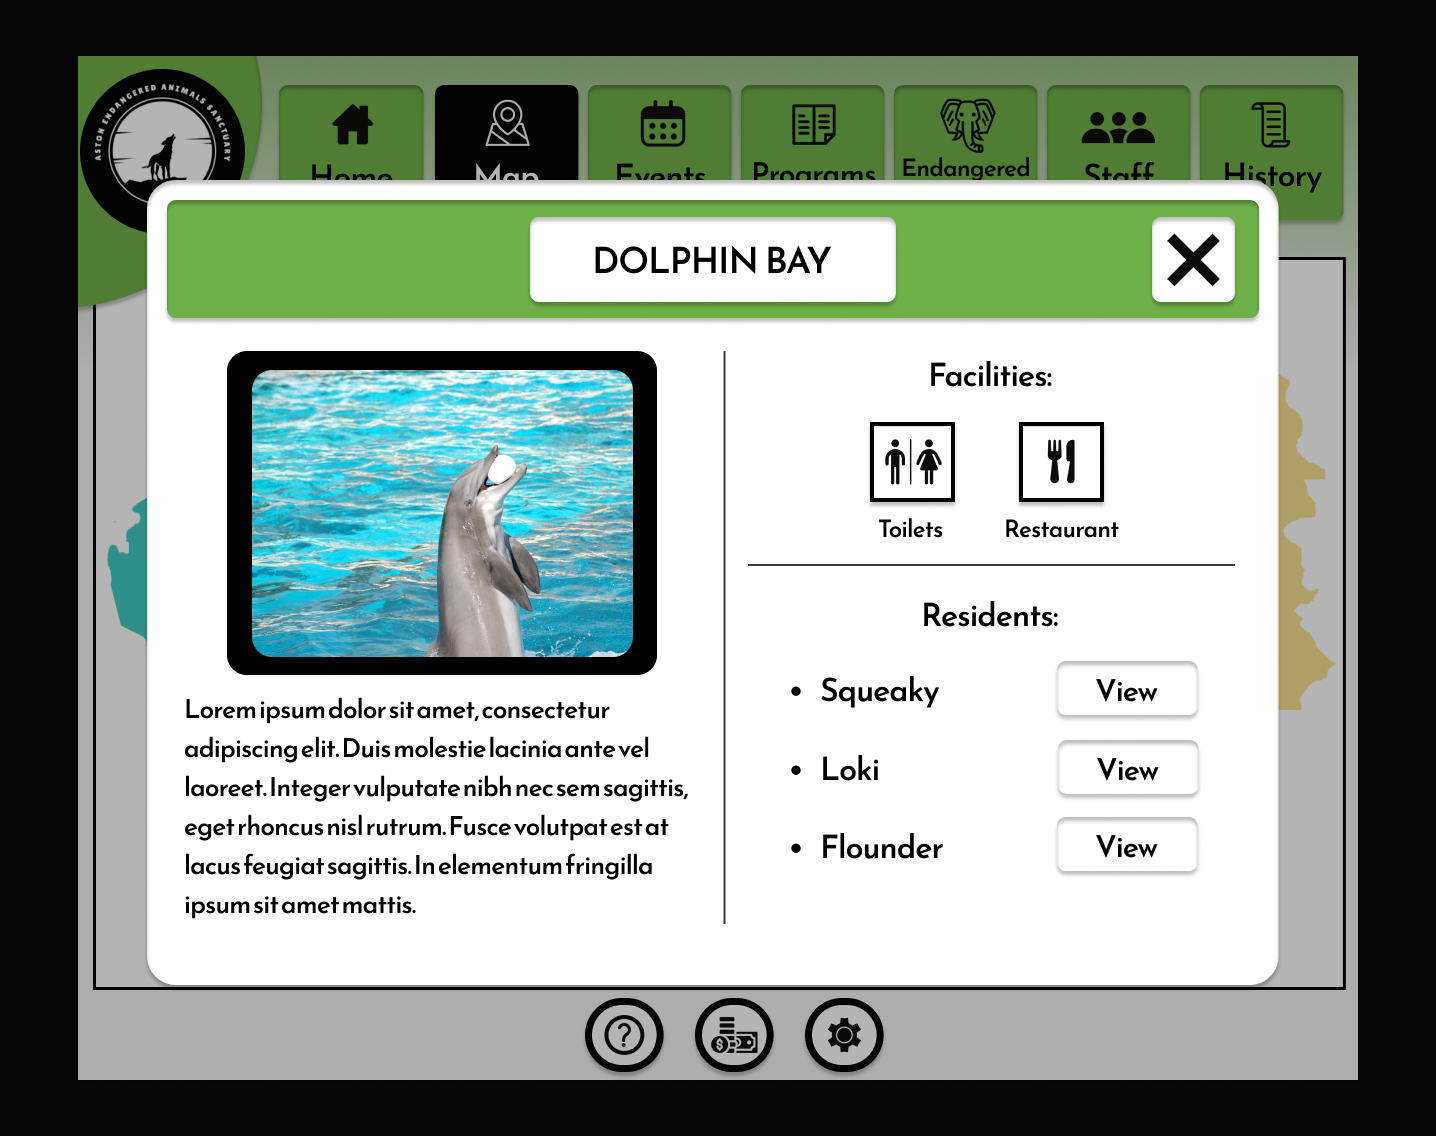 ASTON ENDANGERED ANIMALS SANCTUARY
Home
Map
Events
Programs
Endangered
Staff
History
DOLPHIN BAY
Lorem ipsum dolor sit amet, consectetur
adipiscing elit. Duis molestie lacinia ante vel
laoreet. Integer vulputate nibh nec sem sagittis,
eget rhoncus nisl rutrum. Fusce volutpat est at
lacus feugiat sagittis. In elementum fringilla
ipsum sit amet mattis.
Facilities:
Toilets
Restaurant
Residents:
• Squeaky View
• Loki View
• Flounder View